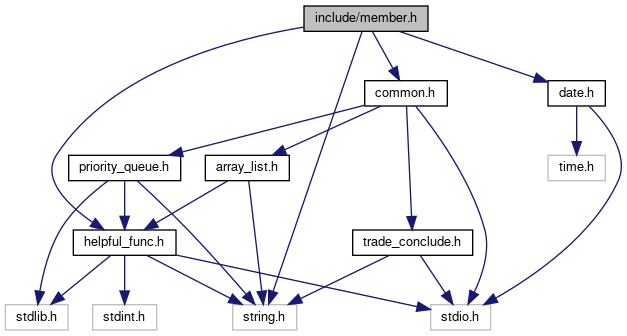 include/member.h
common.h
date.h
priority_queue.h
array_list.h
time.h
helpful_func.h
trade_conclude.h
stdlib.h
stdint.h
string.h
stdio.h